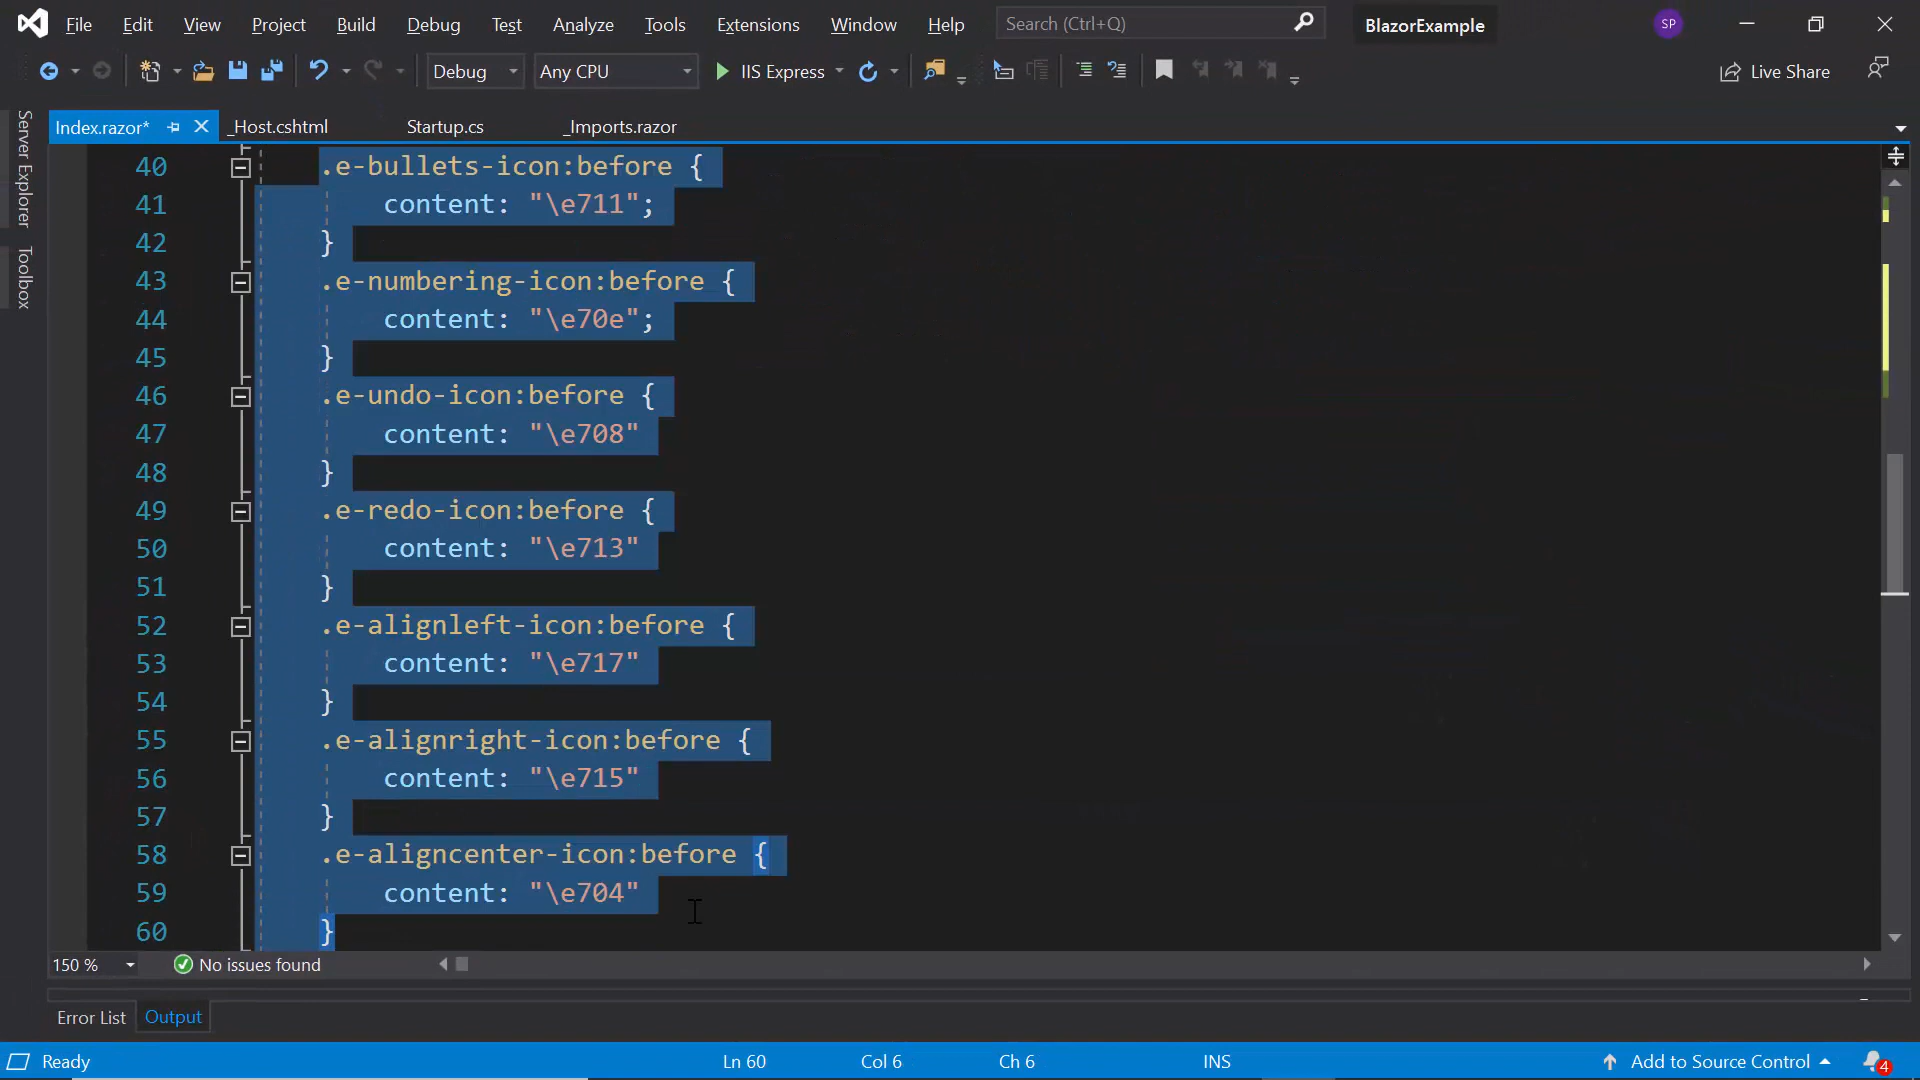 File Edit View Project Build Debug Test Analyze Tools Extensions Window Help Search (Ctrl+Q) BlazorExample SP
Debug Any CPU IIS Express Live Share
Server Explorer
Toolbox
Index.razor* _Host.cshtml Startup.cs _Imports.razor
40 .e-bullets-icon:before {
41 content: "\e711";
42 }
43 .e-numbering-icon:before {
44 content: "\e70e";
45 }
46 .e-undo-icon:before {
47 content: "\e708"
48 }
49 .e-redo-icon:before {
50 content: "\e713"
51 }
52 .e-alignleft-icon:before {
53 content: "\e717"
54 }
55 .e-alignright-icon:before {
56 content: "\e715"
57 }
58 .e-aligncenter-icon:before {
59 content: "\e704"
60 }
150 % No issues found
Error List Output
Ready Ln 60 Col 6 Ch 6 INS Add to Source Control 4